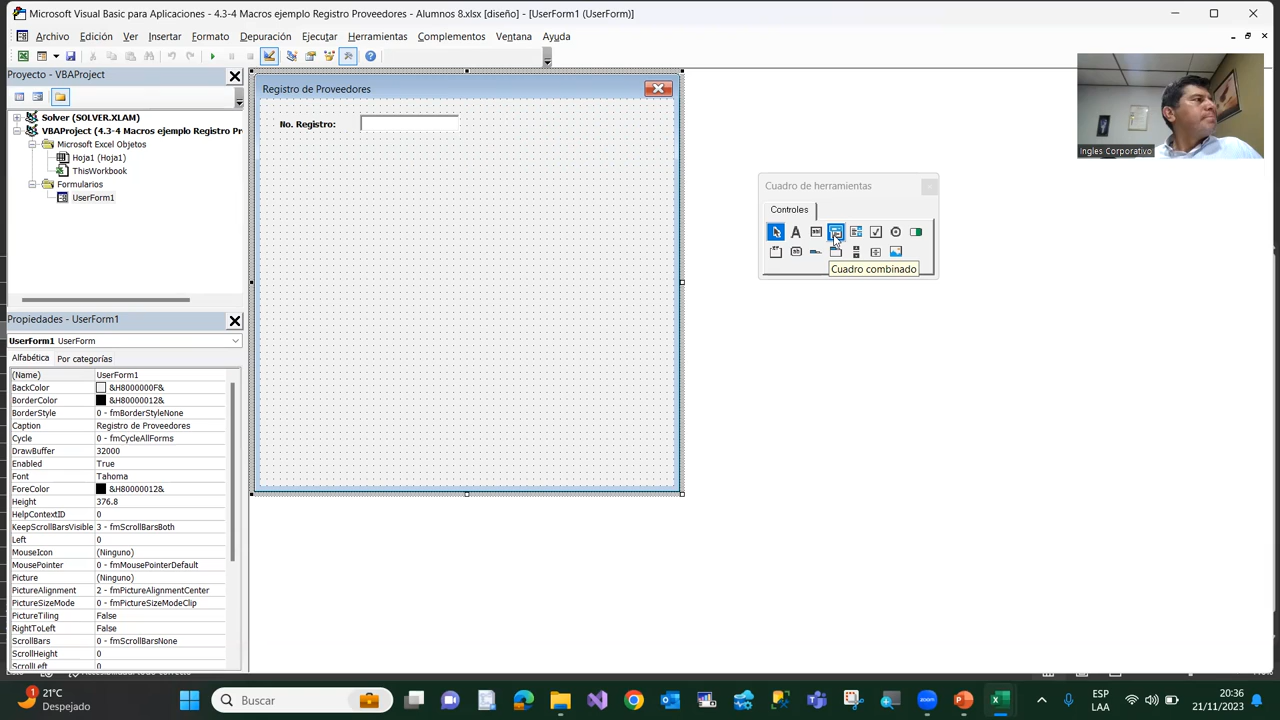 Microsoft Visual Basic para Aplicaciones - 4.3-4 Macros ejemplo Registro Proveedores - Alumnos 8.xlsx [diseño] - [UserForm1 (UserForm)]
Archivo Edición Ver Insertar Formato Depuración Ejecutar Herramientas Complementos Ventana Ayuda
Proyecto - VBAProject
Solver (SOLVER.XLAM)
VBAProject (4.3-4 Macros ejemplo Registro Pr
Microsoft Excel Objetos
Hoja1 (Hoja1)
ThisWorkbook
Formularios
UserForm1
Propiedades - UserForm1
UserForm1 UserForm
Alfabética Por categorías
(Name) UserForm1
BackColor &H8000000F&
BorderColor &H80000012&
BorderStyle 0 - fmBorderStyleNone
Caption Registro de Proveedores
Cycle 0 - fmCycleAllForms
DrawBuffer 32000
Enabled True
Font Tahoma
ForeColor &H80000012&
Height 376.8
HelpContextID 0
KeepScrollBarsVisible 3 - fmScrollBarsBoth
Left 0
MouseIcon (Ninguno)
MousePointer 0 - fmMousePointerDefault
Picture (Ninguno)
PictureAlignment 2 - fmPictureAlignmentCenter
PictureSizeMode 0 - fmPictureSizeModeClip
PictureTiling False
RightToLeft False
ScrollBars 0 - fmScrollBarsNone
ScrollHeight 0
ScrollLeft 0
Registro de Proveedores
No. Registro:
Cuadro de herramientas
Controles
Cuadro combinado
Ingles Corporativo
21°C
Despejado
Buscar
ESP
LAA
20:36
21/11/2023